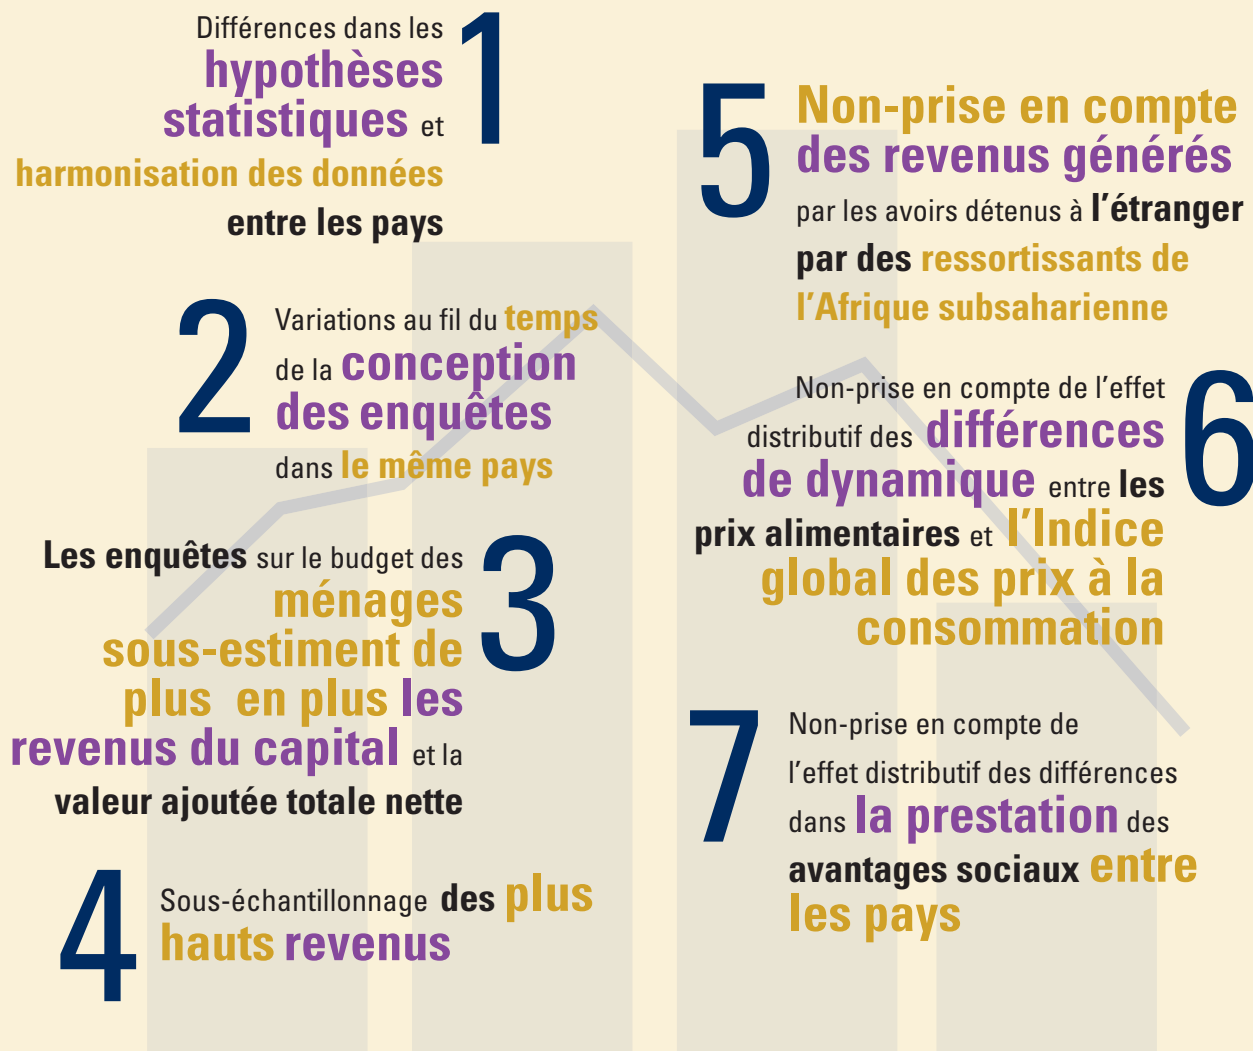 1
Différences dans les
hypothèses
statistiques et
harmonisation des données
entre les pays
2
Variations au fil du temps
de la conception
des enquêtes
dans le même pays
3
Les enquêtes sur le budget des
ménages
sous-estiment de
plus en plus les
revenus du capital et la
valeur ajoutée totale nette
4
Sous-échantillonnage des plus
hauts revenus
5
Non-prise en compte
des revenus générés
par les avoirs détenus à l’étranger
par des ressortissants de
l’Afrique subsaharienne
6
Non-prise en compte de l’effet
distributif des différences
de dynamique entre les
prix alimentaires et l’Indice
global des prix à la
consommation
7
Non-prise en compte de
l’effet distributif des différences
dans la prestation des
avantages sociaux entre
les pays